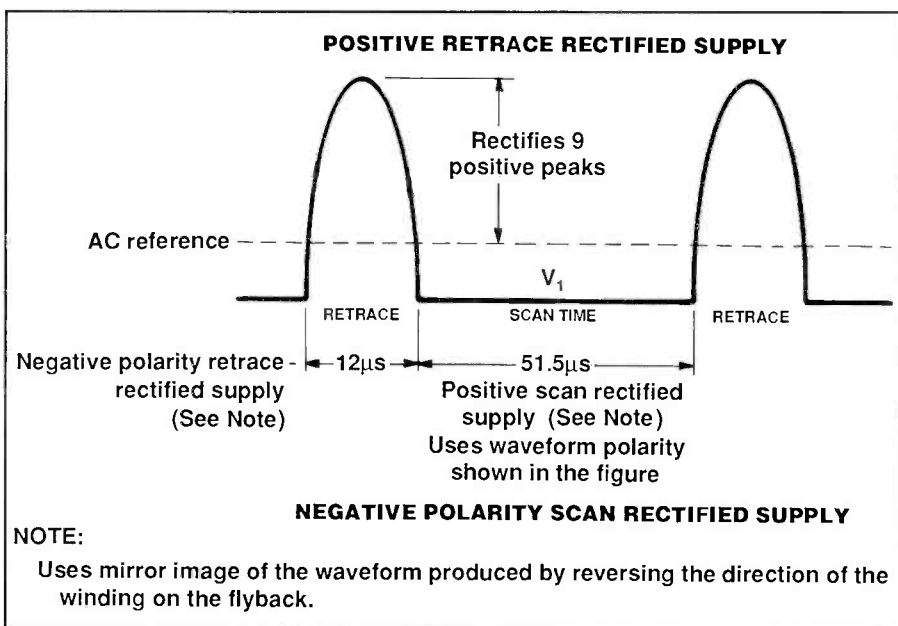 POSITIVE RETRACE RECTIFIED SUPPLY
Rectifies 9
positive peaks
AC reference
V₁
RETRACE
SCAN TIME
RETRACE
12µs
51.5µs
Negative polarity retrace
rectified supply
(See Note)
Positive scan rectified
supply (See Note)
Uses waveform polarity
shown in the figure
NEGATIVE POLARITY SCAN RECTIFIED SUPPLY
NOTE:
Uses mirror image of the waveform produced by reversing the direction of the
winding on the flyback.